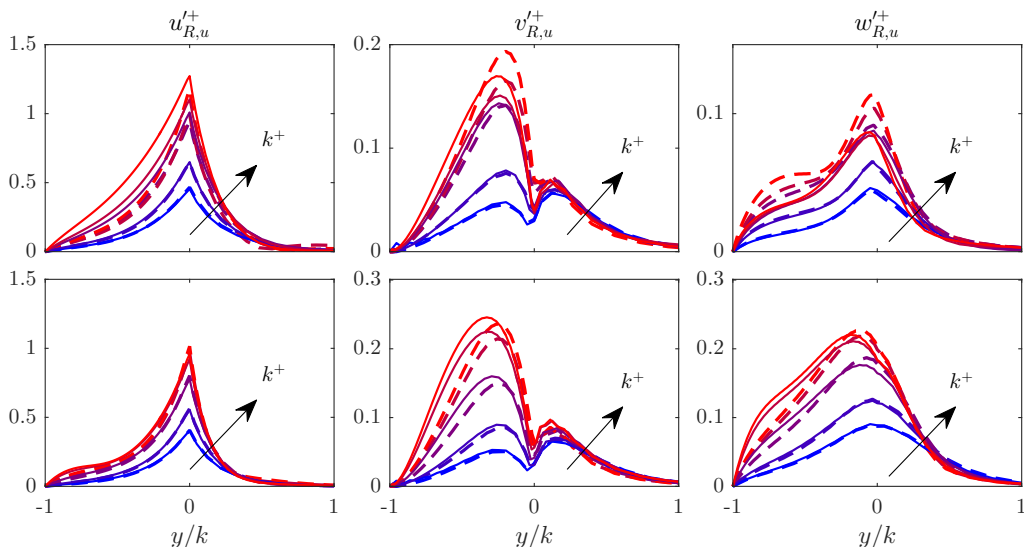 u′⁺_{R,u} v′⁺_{R,u} w′⁺_{R,u}
1.5 0.2
1 0.1 0.1
0.5
0 0 0
k⁺ k⁺ k⁺
1.5 0.3 0.3
1 0.2 0.2
0.5 0.1 0.1
0 0 0
k⁺ k⁺ k⁺
-1 0 1 -1 0 1 -1 0 1
y/k y/k y/k